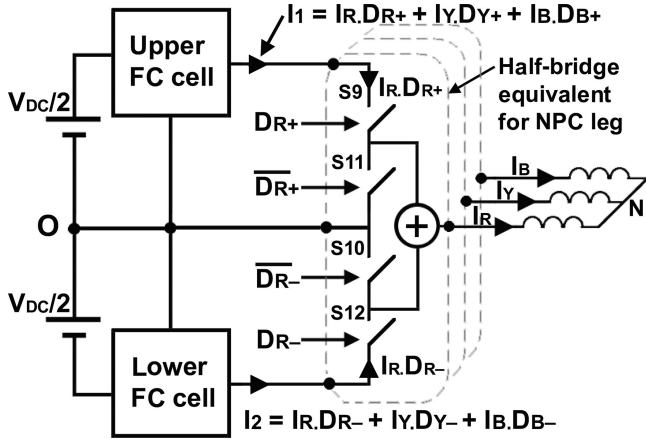 I1 = IR.DR+ + IY.DY+ + IB.DB+
Upper
FC cell
VDC/2
S9
IR.DR+
Half-bridge
equivalent
for NPC leg
DR+
S11
D̅R̅+̅
IB
IY
IR
N
O
S10
D̅R̅–̅
S12
VDC/2
DR–
IR.DR–
Lower
FC cell
I2 = IR.DR– + IY.DY– + IB.DB–